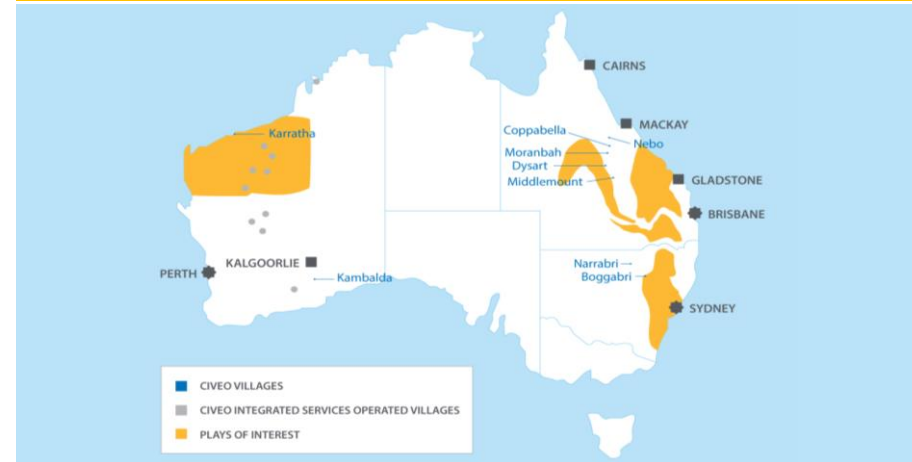 CAIRNS
MACKAY
Coppabella
Nebo
Karratha
Moranbah
Dysart
Middlemount
GLADSTONE
BRISBANE
Narrabri
Boggabri
KALGOORLIE
PERTH
Kambalda
SYDNEY
CIVEO VILLAGES
CIVEO INTEGRATED SERVICES OPERATED VILLAGES
PLAYS OF INTEREST